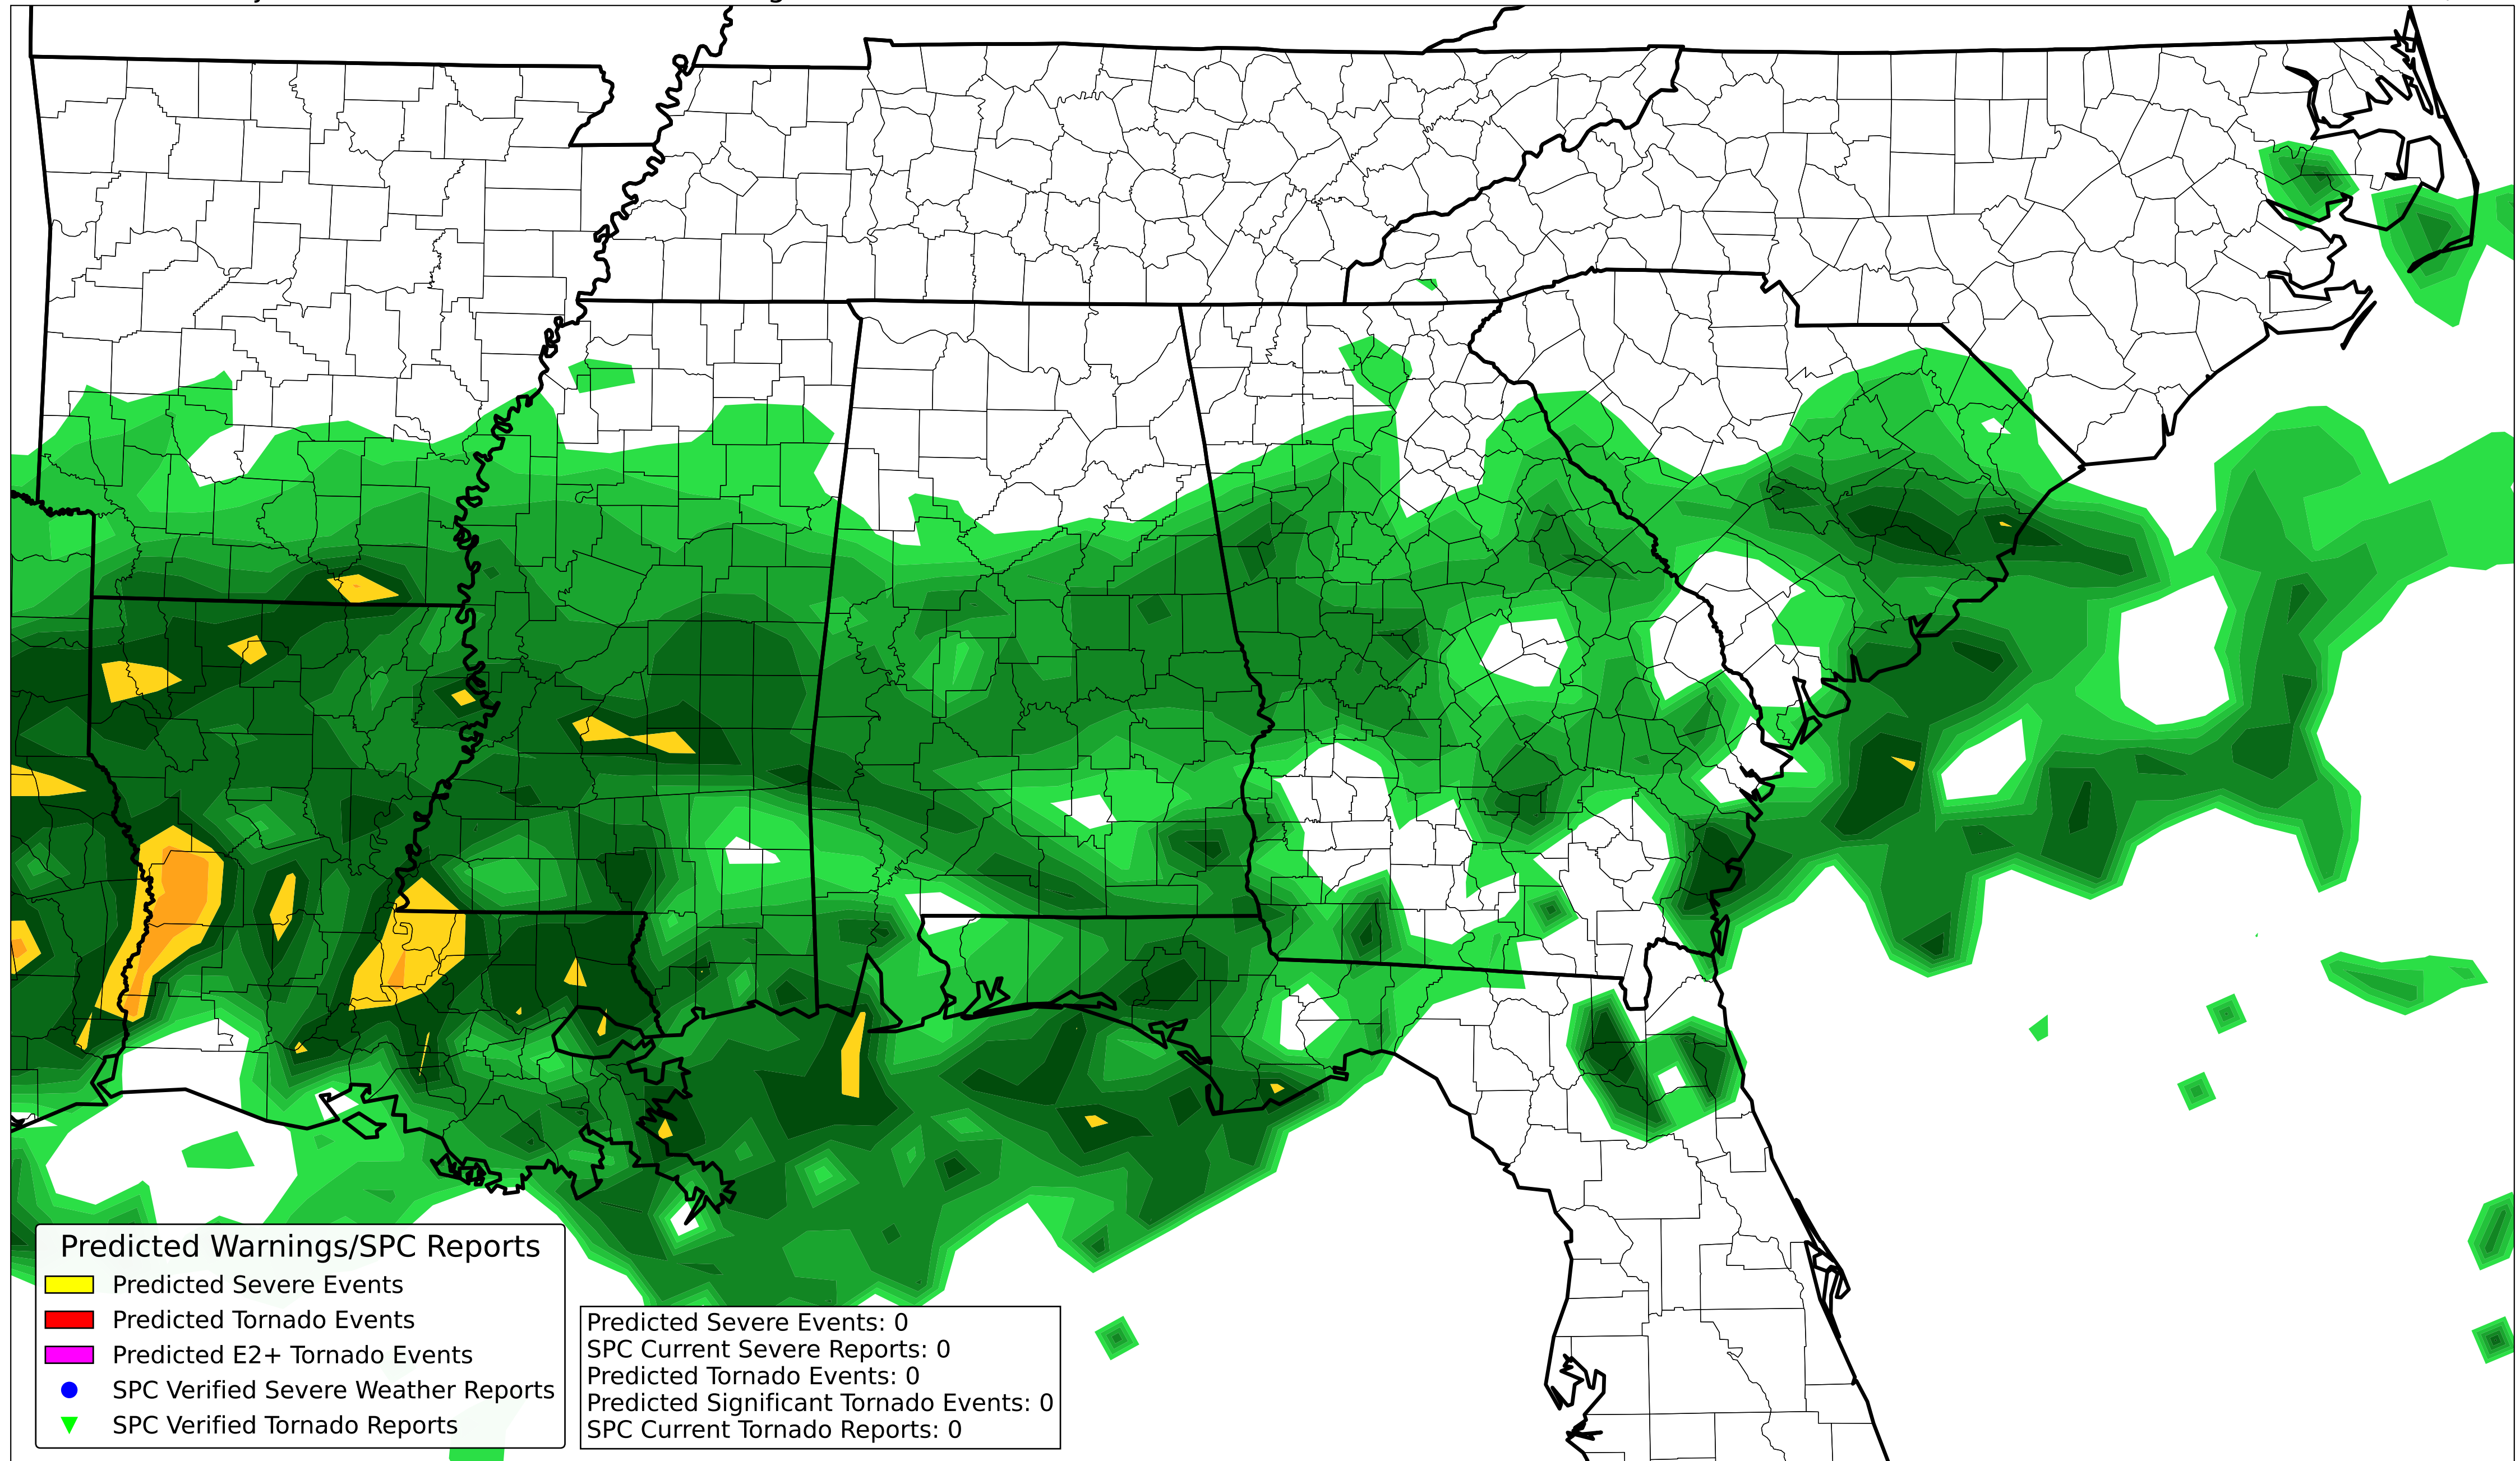 Predicted Warnings/SPC Reports
Predicted Severe Events
Predicted Tornado Events
Predicted E2+ Tornado Events
SPC Verified Severe Weather Reports
SPC Verified Tornado Reports
Predicted Severe Events: 0
SPC Current Severe Reports: 0
Predicted Tornado Events: 0
Predicted Significant Tornado Events: 0
SPC Current Tornado Reports: 0